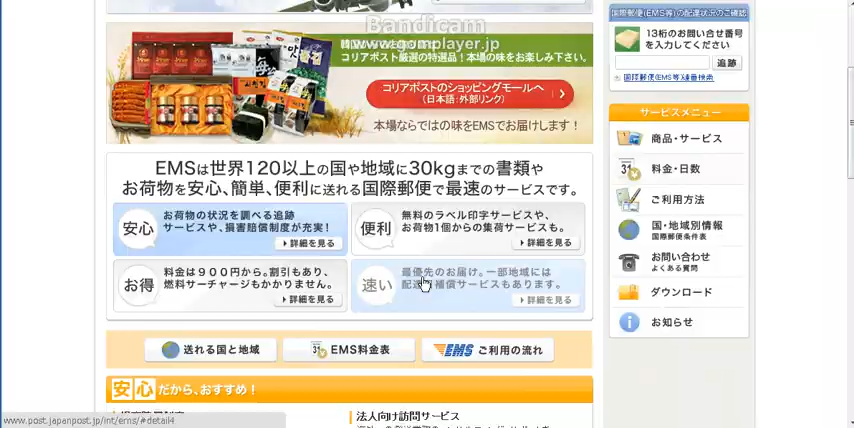 Bandicam
www.gomplayer.jp
国際郵便(EMS等)の配達状況のご確認
13桁のお問い合せ番号
を入力してください
追跡
国際郵便(EMS等)追番検索
コリアポスト厳選の特選品！本場の味をお楽しみ下さい。
コリアポストのショッピングモールへ
(日本語：外部リンク)
本場ならではの味をEMSでお届けします！
EMSは世界120以上の国や地域に30kgまでの書類や
お荷物を安心、簡単、便利に送れる国際郵便で最速のサービスです。
安心
お荷物の状況を調べる追跡
サービスや、損害賠償制度が充実！
詳細を見る
便利
無料のラベル印字サービスや、
お荷物1個からの集荷サービスも。
詳細を見る
お得
料金は９００円から。割引もあり、
燃料サーチャージもかかりません。
詳細を見る
速い
最優先のお届け。一部地域には
配達 補償サービスもあります。
詳細を見る
送れる国と地域
EMS料金表
EMS ご利用の流れ
安心だから、おすすめ！
法人向け訪問サービス
サービスメニュー
商品・サービス
料金・日数
ご利用方法
国・地域別情報
国際郵便条件表
お問い合わせ
よくある質問
ダウンロード
お知らせ
www.post.japanpost.jp/int/ems/#detail4